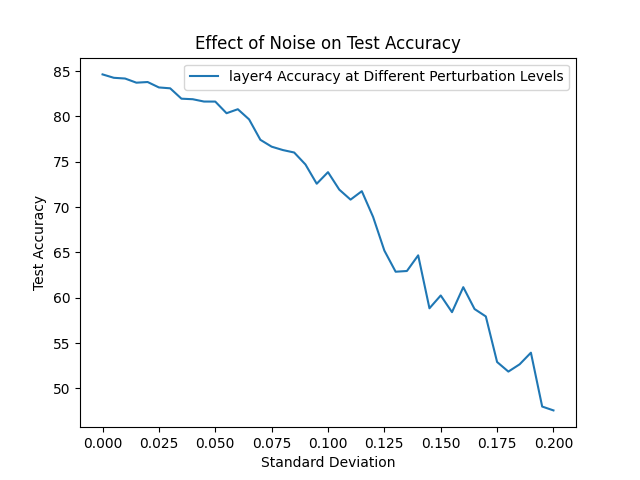 Effect of Noise on Test Accuracy
layer4 Accuracy at Different Perturbation Levels
Test Accuracy
85
80
75
70
65
60
55
50
0.000 0.025 0.050 0.075 0.100 0.125 0.150 0.175 0.200
Standard Deviation